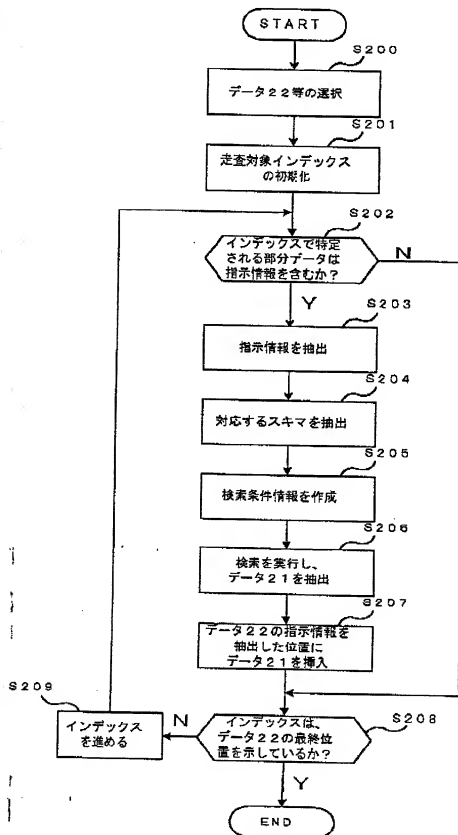 START
S200
データ22等の選択
S201
走査対象インデックス
の初期化
S202
インデックスで特定
される部分データは
指示情報を含むか?
N
Y
S203
指示情報を抽出
S204
対応するスキマを抽出
S205
検索条件情報を作成
S206
検索を実行し、
データ21を抽出
S207
データ22の指示情報を
抽出した位置に
データ21を挿入
S209
インデックス
を進める
N
S208
インデックスは、
データ22の最終位
置を示しているか?
Y
END